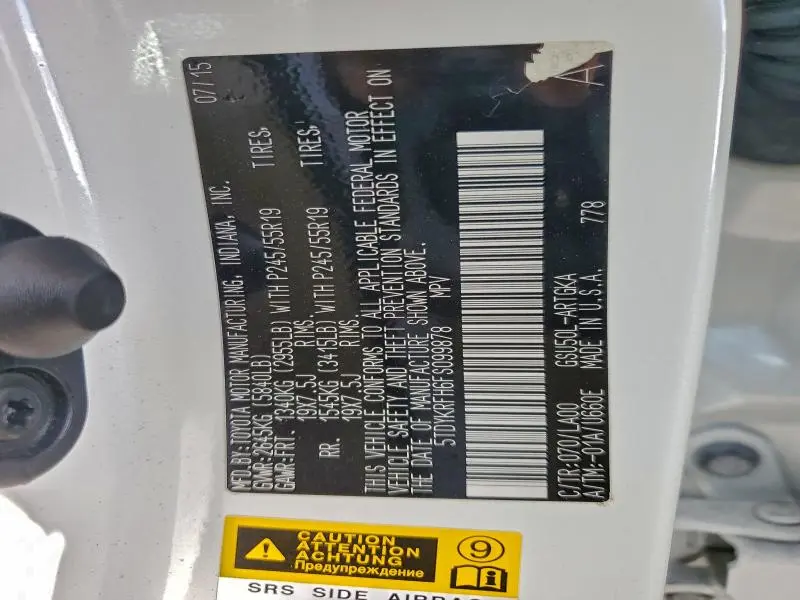 MFD.BY:TOYOTA MOTOR MANUFACTURING, INDIANA, INC. 07/15
GVWR:2645KG (5840LB)
GAWR:FRT. 1340KG (2955LB) WITH P245/55R19 TIRES,
19X7.5J RIMS
RR. 1545KG (3415LB) WITH P245/55R19 TIRES,
19X7.5J RIMS
THIS VEHICLE CONFORMS TO ALL APPLICABLE FEDERAL MOTOR
VEHICLE SAFETY AND THEFT PREVENTION STANDARDS IN EFFECT ON
THE DATE OF MANUFACTURE SHOWN ABOVE.
5TDYKRFH6FS099878 MPV
C/TR:070/LA00 GSU50L-ARTGKA
A/TM:-01A/U660E MADE IN U.S.A. 778
A
CAUTION
ATTENTION
ACHTUNG
Предупреждение
9
SRS SIDE AIRBAG